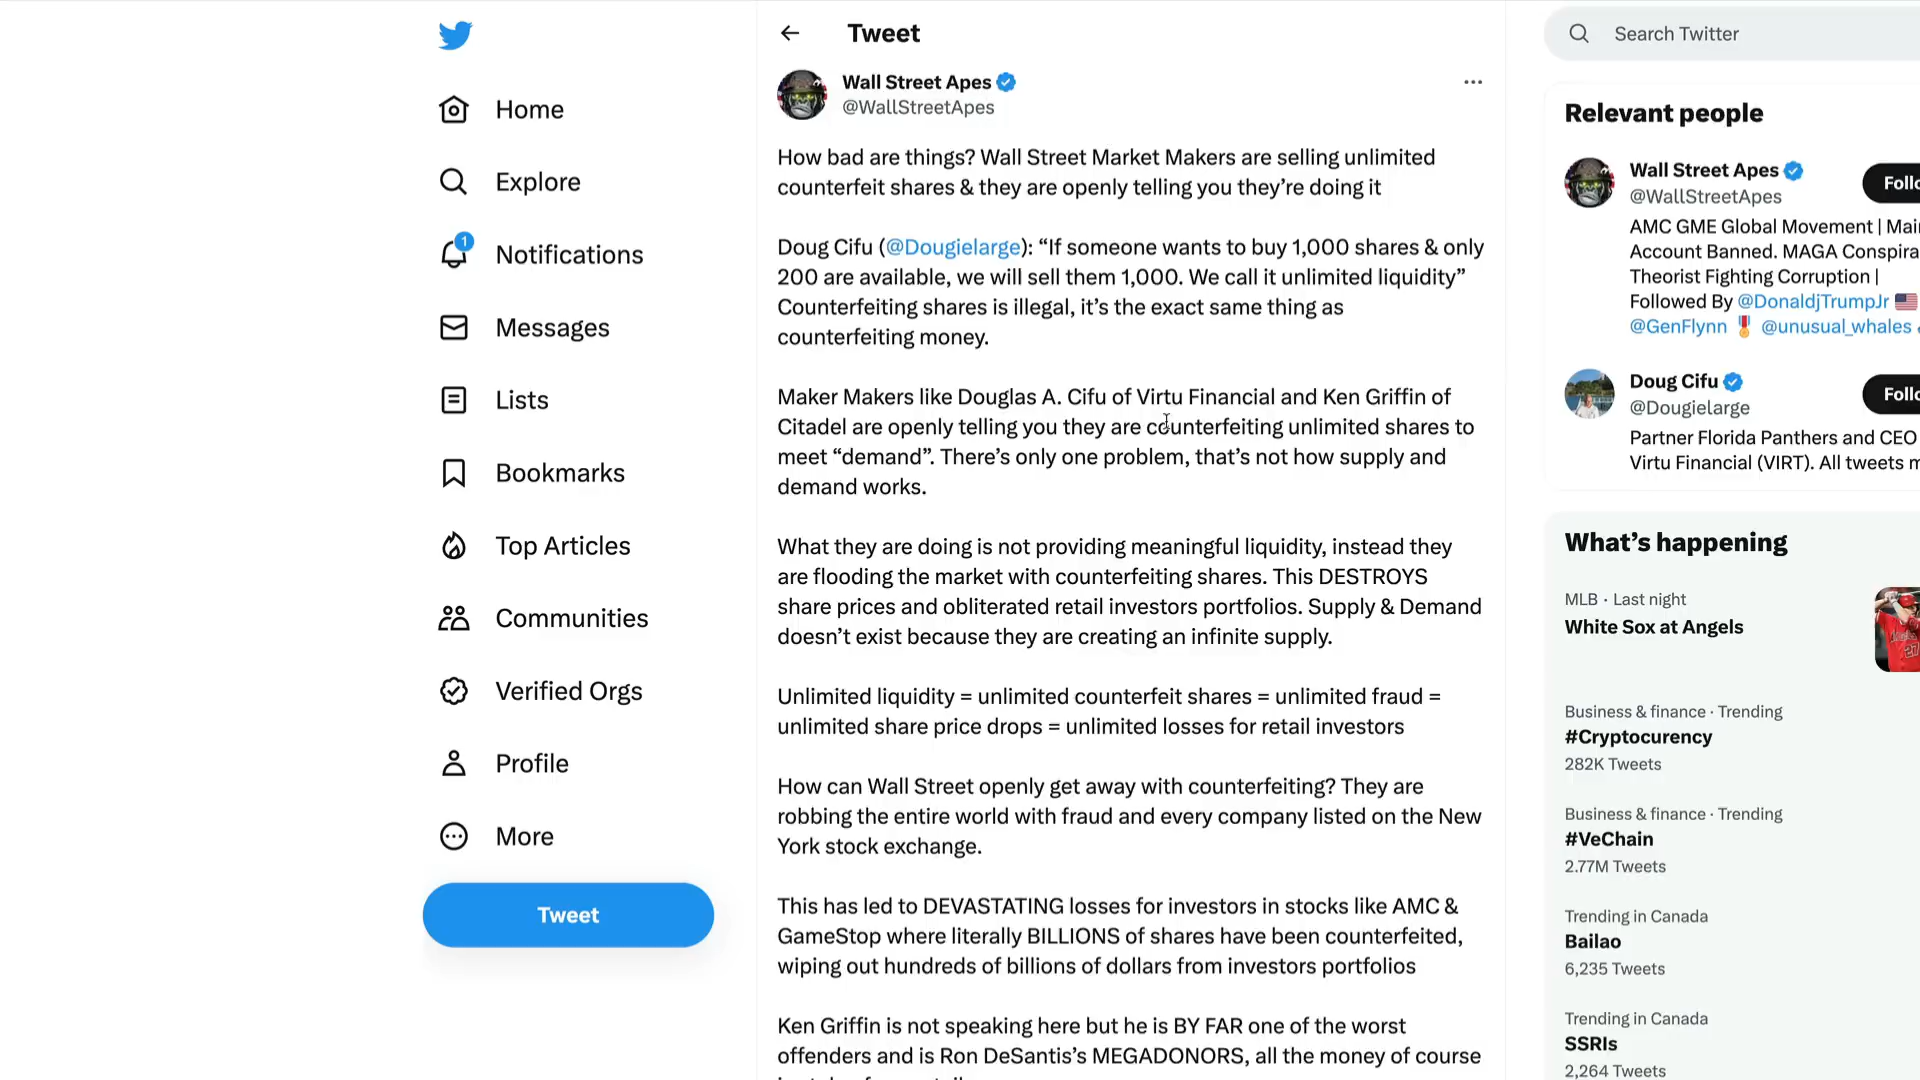 Home
Explore
1
Notifications
Messages
Lists
Bookmarks
Top Articles
Communities
Verified Orgs
Profile
More
Tweet
Tweet
Wall Street Apes
@WallStreetApes
How bad are things? Wall Street Market Makers are selling unlimited
counterfeit shares & they are openly telling you they’re doing it
Doug Cifu (@Dougielarge): “If someone wants to buy 1,000 shares & only
200 are available, we will sell them 1,000. We call it unlimited liquidity”
Counterfeiting shares is illegal, it’s the exact same thing as
counterfeiting money.
Maker Makers like Douglas A. Cifu of Virtu Financial and Ken Griffin of
Citadel are openly telling you they are counterfeiting unlimited shares to
meet “demand”. There’s only one problem, that’s not how supply and
demand works.
What they are doing is not providing meaningful liquidity, instead they
are flooding the market with counterfeiting shares. This DESTROYS
share prices and obliterated retail investors portfolios. Supply & Demand
doesn’t exist because they are creating an infinite supply.
Unlimited liquidity = unlimited counterfeit shares = unlimited fraud =
unlimited share price drops = unlimited losses for retail investors
How can Wall Street openly get away with counterfeiting? They are
robbing the entire world with fraud and every company listed on the New
York stock exchange.
This has led to DEVASTATING losses for investors in stocks like AMC &
GameStop where literally BILLIONS of shares have been counterfeited,
wiping out hundreds of billions of dollars from investors portfolios
Ken Griffin is not speaking here but he is BY FAR one of the worst
offenders and is Ron DeSantis’s MEGADONORS, all the money of course
Search Twitter
Relevant people
Wall Street Apes
@WallStreetApes
Follo
AMC GME Global Movement | Mai
Account Banned. MAGA Conspira
Theorist Fighting Corruption |
Followed By @DonaldjTrumpJr
@GenFlynn @unusual_whales
Doug Cifu
@Dougielarge
Follo
Partner Florida Panthers and CEO
Virtu Financial (VIRT). All tweets m
What’s happening
MLB · Last night
White Sox at Angels
Business & finance · Trending
#Cryptocurency
282K Tweets
Business & finance · Trending
#VeChain
2.77M Tweets
Trending in Canada
Bailao
6,235 Tweets
Trending in Canada
SSRIs
2,264 Tweets